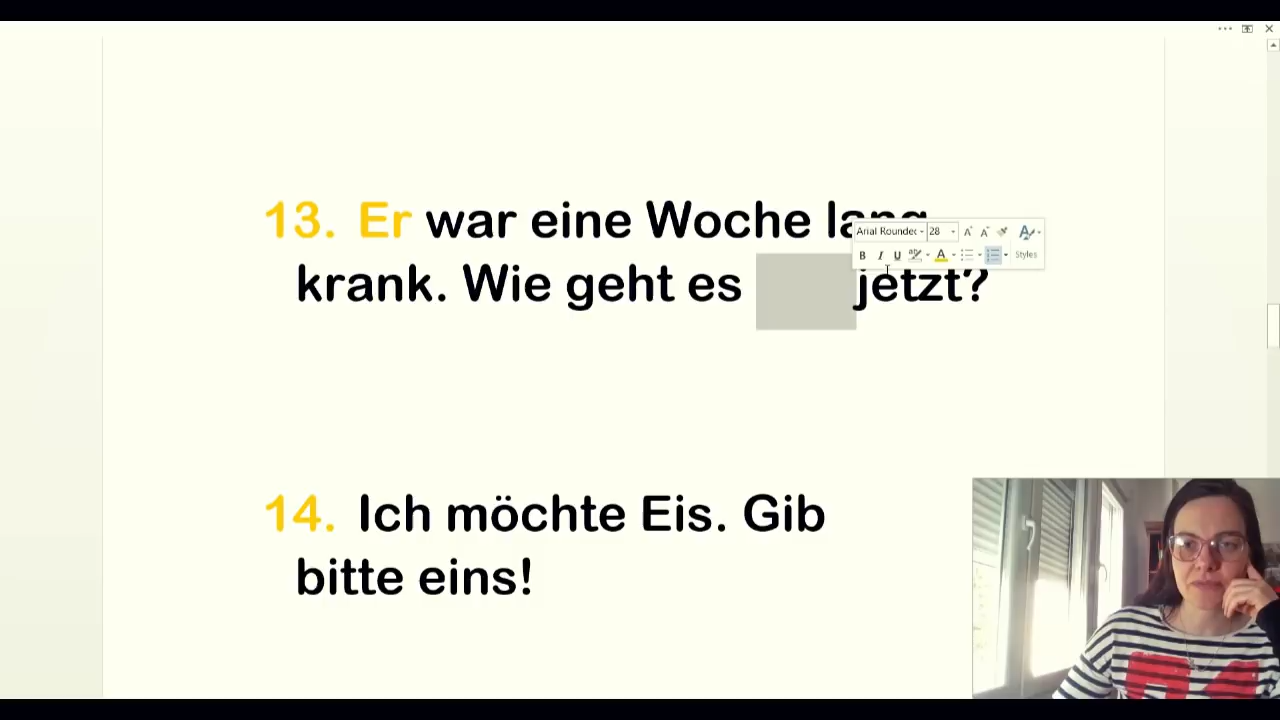 13. Er war eine Woche lang
Arial Rounded
28
B I U
Styles
krank. Wie geht es jetzt?
14. Ich möchte Eis. Gib
bitte eins!